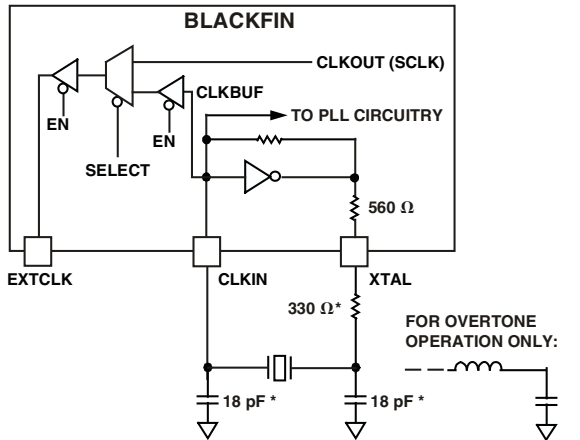 BLACKFIN
CLKOUT (SCLK)
CLKBUF
TO PLL CIRCUITRY
EN
EN
SELECT
560 Ω
EXTCLK
CLKIN
XTAL
330 Ω*
FOR OVERTONE
OPERATION ONLY:
18 pF *
18 pF *